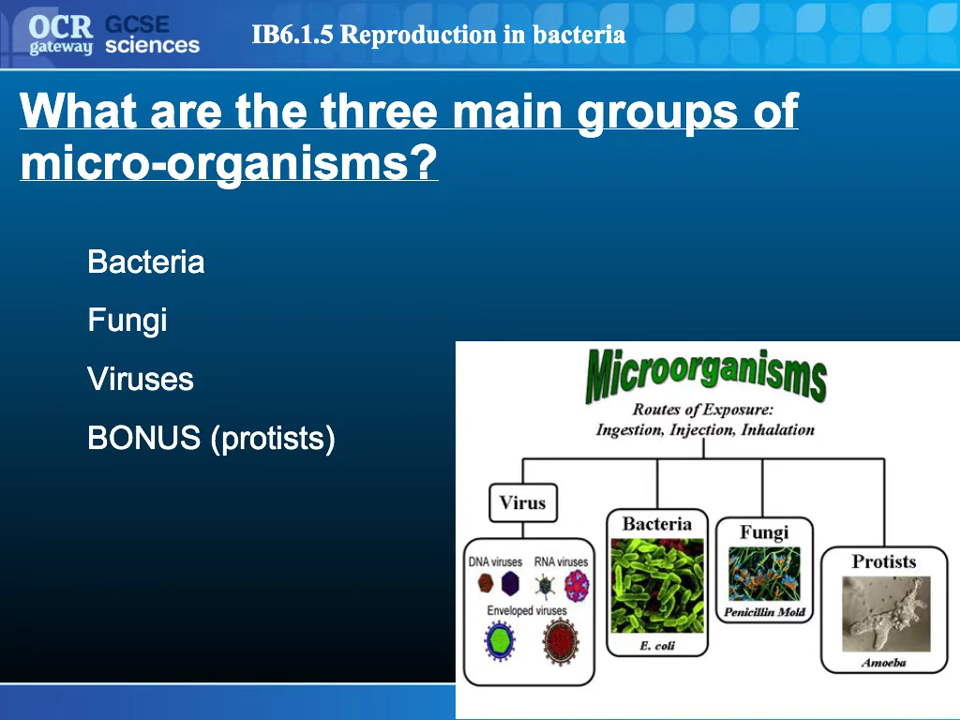 OCR
gateway
GCSE
sciences
IB6.1.5 Reproduction in bacteria
What are the three main groups of
micro-organisms?
Bacteria
Fungi
Viruses
BONUS (protists)
Microorganisms
Routes of Exposure:
Ingestion, Injection, Inhalation
Virus
DNA viruses
RNA viruses
Enveloped viruses
Bacteria
E. coli
Fungi
Penicillin Mold
Protists
Amoeba